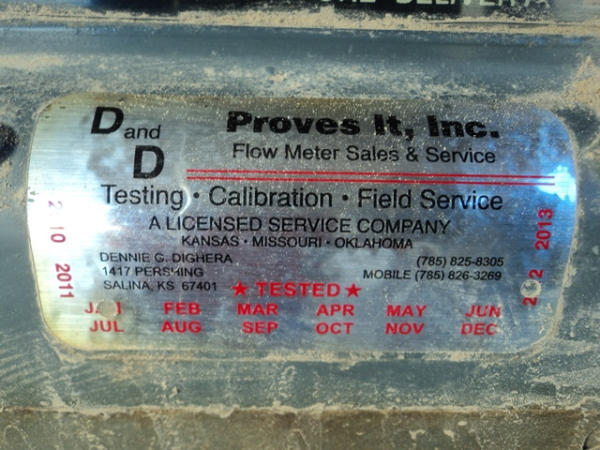 D and D
Proves It, Inc.
Flow Meter Sales & Service
Testing • Calibration • Field Service
A LICENSED SERVICE COMPANY
KANSAS • MISSOURI • OKLAHOMA
DENNIE G. DIGHERA
1417 PERSHING
SALINA, KS 67401
(785) 825-8305
MOBILE (785) 826-3269
★ TESTED ★
FEB MAR APR MAY JUN
JUL AUG SEP OCT NOV DEC
2011
2013